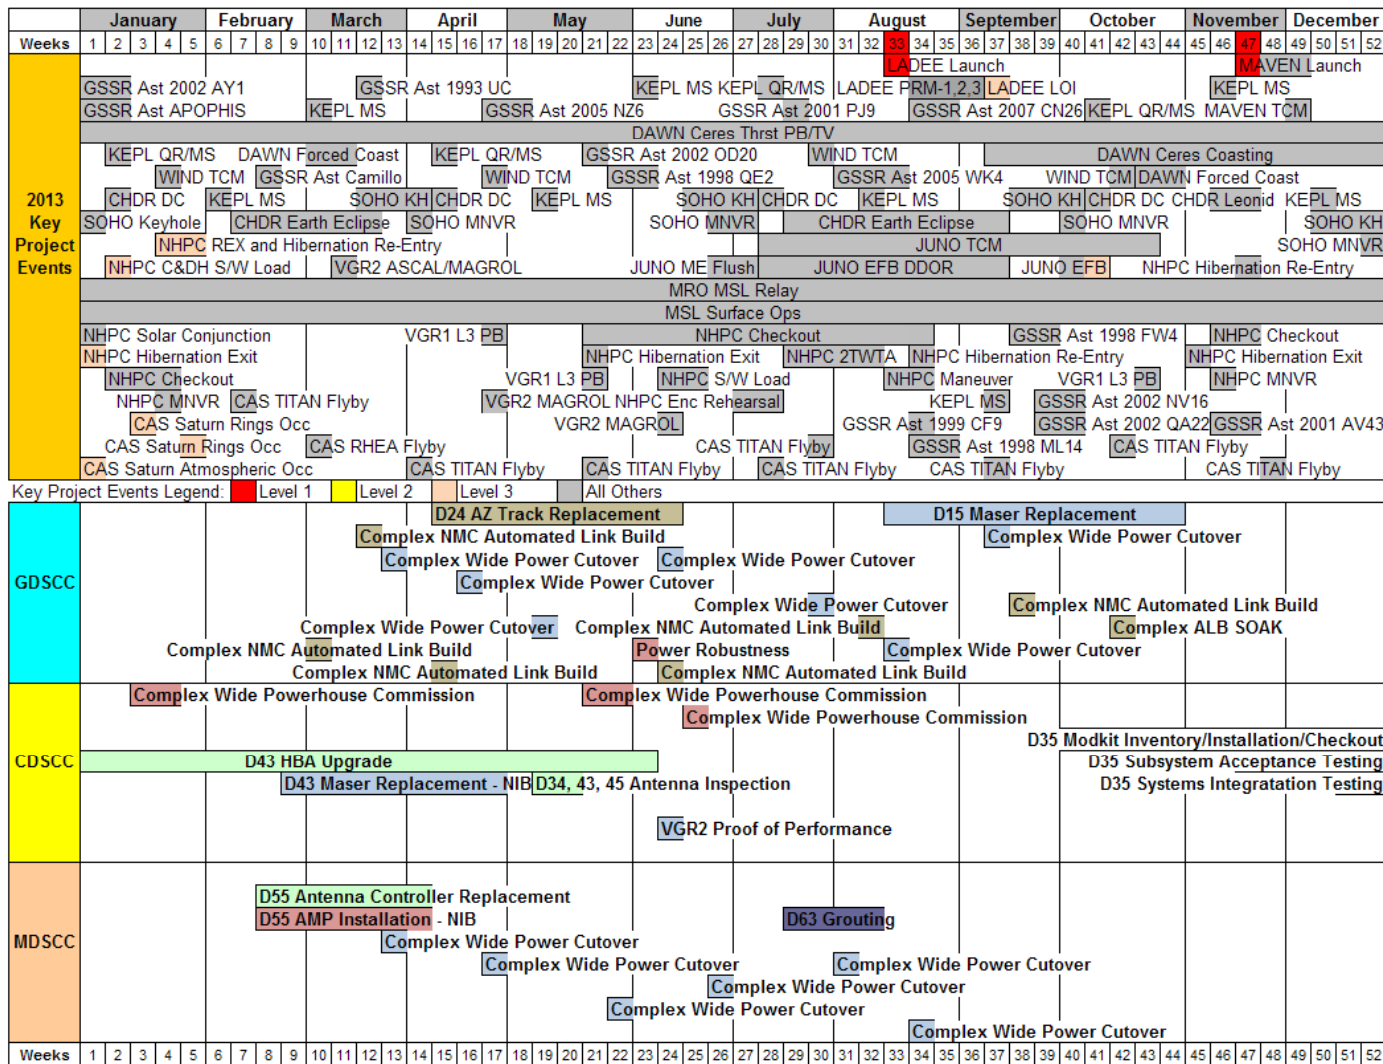 January February March April May June July August September October November December
Weeks 1 2 3 4 5 6 7 8 9 10 11 12 13 14 15 16 17 18 19 20 21 22 23 24 25 26 27 28 29 30 31 32 33 34 35 36 37 38 39 40 41 42 43 44 45 46 47 48 49 50 51 52
2013 Key Project Events
LADEE Launch MAVEN Launch
GSSR Ast 2002 AY1 GSSR Ast 1993 UC KEPL MS KEPL QR/MS LADEE PRM-1,2,3 LADEE LOI KEPL MS
GSSR Ast APOPHIS KEPL MS GSSR Ast 2005 NZ6 GSSR Ast 2001 PJ9 GSSR Ast 2007 CN26 KEPL QR/MS MAVEN TCM
DAWN Ceres Thrst PB/TV
KEPL QR/MS DAWN Forced Coast KEPL QR/MS GSSR Ast 2002 OD20 WIND TCM DAWN Ceres Coasting
WIND TCM GSSR Ast Camillo WIND TCM GSSR Ast 1998 QE2 GSSR Ast 2005 WK4 WIND TCM DAWN Forced Coast
CHDR DC KEPL MS SOHO KH CHDR DC KEPL MS SOHO KH CHDR DC KEPL MS SOHO KH CHDR DC CHDR Leonid KEPL MS
SOHO Keyhole CHDR Earth Eclipse SOHO MNVR SOHO MNVR CHDR Earth Eclipse SOHO MNVR SOHO KH
NHPC REX and Hibernation Re-Entry JUNO TCM SOHO MNVR
NHPC C&DH S/W Load VGR2 ASCAL/MAGROL JUNO ME Flush JUNO EFB DDOR JUNO EFB NHPC Hibernation Re-Entry
MRO MSL Relay
MSL Surface Ops
NHPC Solar Conjunction VGR1 L3 PB NHPC Checkout GSSR Ast 1998 FW4 NHPC Checkout
NHPC Hibernation Exit NHPC Hibernation Exit NHPC 2TWTA NHPC Hibernation Re-Entry NHPC Hibernation Exit
NHPC Checkout VGR1 L3 PB NHPC S/W Load NHPC Maneuver VGR1 L3 PB NHPC MNVR
NHPC MNVR CAS TITAN Flyby VGR2 MAGROL NHPC Enc Rehearsal KEPL MS GSSR Ast 2002 NV16
CAS Saturn Rings Occ VGR2 MAGROL GSSR Ast 1999 CF9 GSSR Ast 2002 QA22 GSSR Ast 2001 AV43
CAS Saturn Rings Occ CAS RHEA Flyby CAS TITAN Flyby GSSR Ast 1998 ML14 CAS TITAN Flyby
CAS Saturn Atmospheric Occ CAS TITAN Flyby CAS TITAN Flyby CAS TITAN Flyby CAS TITAN Flyby CAS TITAN Flyby
Key Project Events Legend: Level 1 Level 2 Level 3 All Others
GDSCC
D24 AZ Track Replacement D15 Maser Replacement
Complex NMC Automated Link Build Complex Wide Power Cutover
Complex Wide Power Cutover Complex Wide Power Cutover
Complex Wide Power Cutover
Complex Wide Power Cutover Complex NMC Automated Link Build
Complex Wide Power Cutover Complex NMC Automated Link Build Complex ALB SOAK
Complex NMC Automated Link Build Power Robustness Complex Wide Power Cutover
Complex NMC Automated Link Build Complex NMC Automated Link Build
CDSCC
Complex Wide Powerhouse Commission Complex Wide Powerhouse Commission
Complex Wide Powerhouse Commission
D35 Modkit Inventory/Installation/Checkout
D43 HBA Upgrade D35 Subsystem Acceptance Testing
D43 Maser Replacement - NIB D34, 43, 45 Antenna Inspection D35 Systems Integratation Testing
VGR2 Proof of Performance
MDSCC
D55 Antenna Controller Replacement
D55 AMP Installation - NIB D63 Grouting
Complex Wide Power Cutover
Complex Wide Power Cutover Complex Wide Power Cutover
Complex Wide Power Cutover
Complex Wide Power Cutover
Complex Wide Power Cutover
Weeks 1 2 3 4 5 6 7 8 9 10 11 12 13 14 15 16 17 18 19 20 21 22 23 24 25 26 27 28 29 30 31 32 33 34 35 36 37 38 39 40 41 42 43 44 45 46 47 48 49 50 51 52